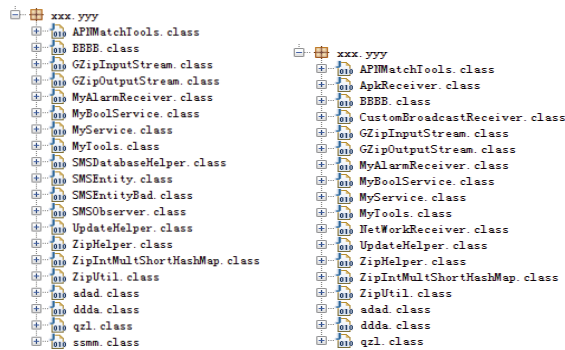 xxx.yyy
APNMatchTools.class
BBBB.class
GZipInputStream.class
GZipOutputStream.class
MyAlarmReceiver.class
MyBoolService.class
MyService.class
MyTools.class
SMSDatabaseHelper.class
SMSEntity.class
SMSEntityBad.class
SMSObserver.class
UpdateHelper.class
ZipHelper.class
ZipIntMultShortHashMap.class
ZipUtil.class
adad.class
ddda.class
qzl.class
ssmm.class
xxx.yyy
APNMatchTools.class
ApkReceiver.class
BBBB.class
CustomBroadcastReceiver.class
GZipInputStream.class
GZipOutputStream.class
MyAlarmReceiver.class
MyBoolService.class
MyService.class
MyTools.class
NetWorkReceiver.class
UpdateHelper.class
ZipHelper.class
ZipIntMultShortHashMap.class
ZipUtil.class
adad.class
ddda.class
qzl.class